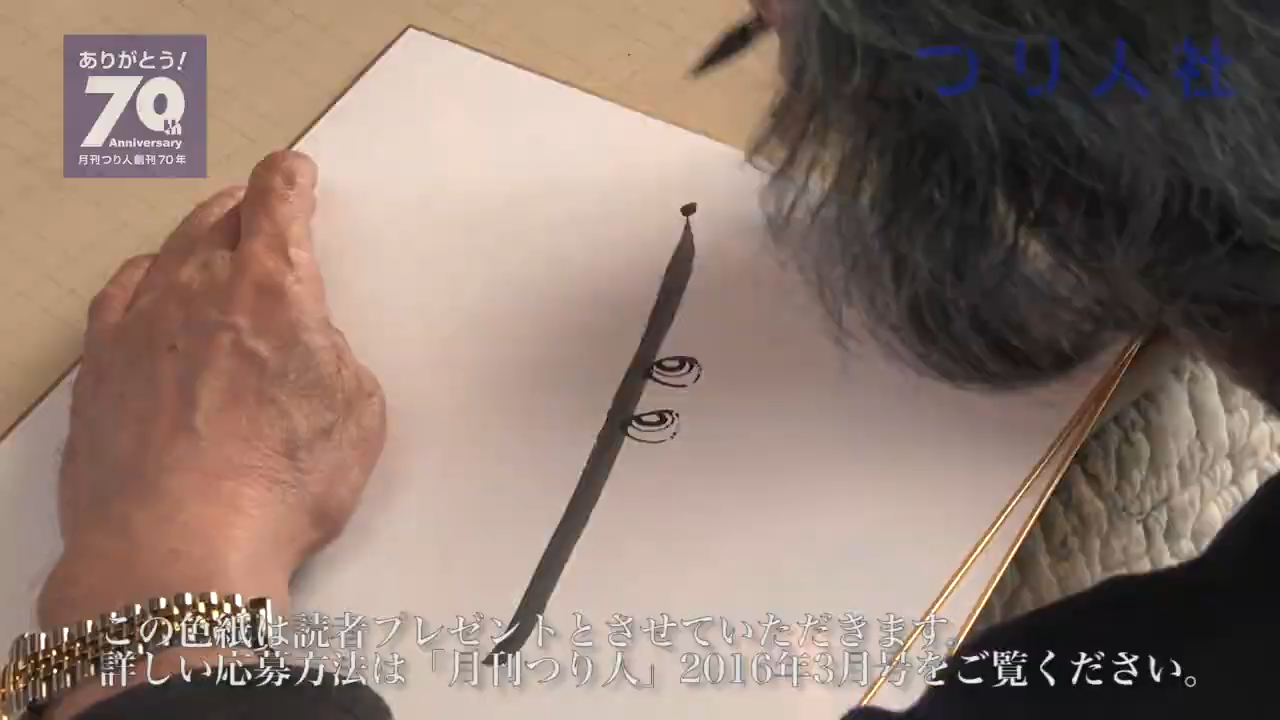 ありがとう!
70th
Anniversary
月刊つり人創刊70年
つり人社
この色紙は読者プレゼントとさせていただきます。
詳しい応募方法は「月刊つり人」2016年3月号をご覧ください。